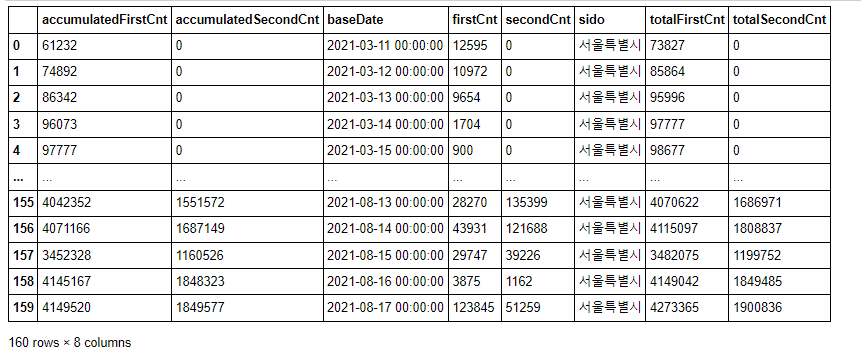 accumulatedFirstCnt accumulatedSecondCnt baseDate firstCnt secondCnt sido totalFirstCnt totalSecondCnt
0 61232 0 2021-03-11 00:00:00 12595 0 서울특별시 73827 0
1 74892 0 2021-03-12 00:00:00 10972 0 서울특별시 85864 0
2 86342 0 2021-03-13 00:00:00 9654 0 서울특별시 95996 0
3 96073 0 2021-03-14 00:00:00 1704 0 서울특별시 97777 0
4 97777 0 2021-03-15 00:00:00 900 0 서울특별시 98677 0
... ... ... ... ... ... ... ... ...
155 4042352 1551572 2021-08-13 00:00:00 28270 135399 서울특별시 4070622 1686971
156 4071166 1687149 2021-08-14 00:00:00 43931 121688 서울특별시 4115097 1808837
157 3452328 1160526 2021-08-15 00:00:00 29747 39226 서울특별시 3482075 1199752
158 4145167 1848323 2021-08-16 00:00:00 3875 1162 서울특별시 4149042 1849485
159 4149520 1849577 2021-08-17 00:00:00 123845 51259 서울특별시 4273365 1900836
160 rows × 8 columns